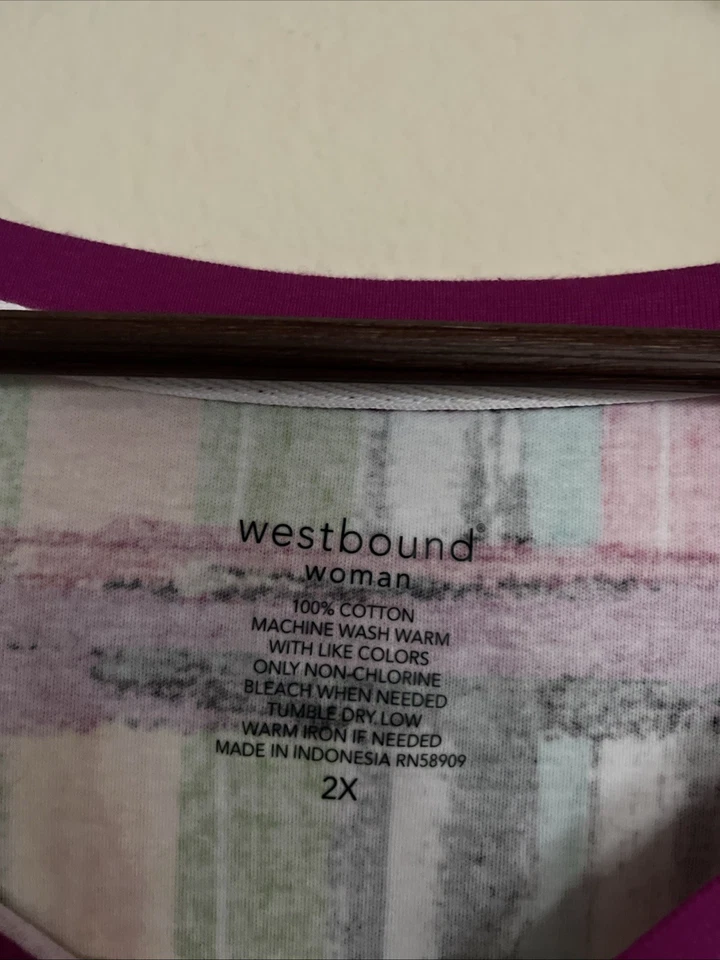 westbound®
woman
100% COTTON
MACHINE WASH WARM
WITH LIKE COLORS
ONLY NON-CHLORINE
BLEACH WHEN NEEDED
TUMBLE DRY LOW
WARM IRON IF NEEDED
MADE IN INDONESIA RN58909
2X